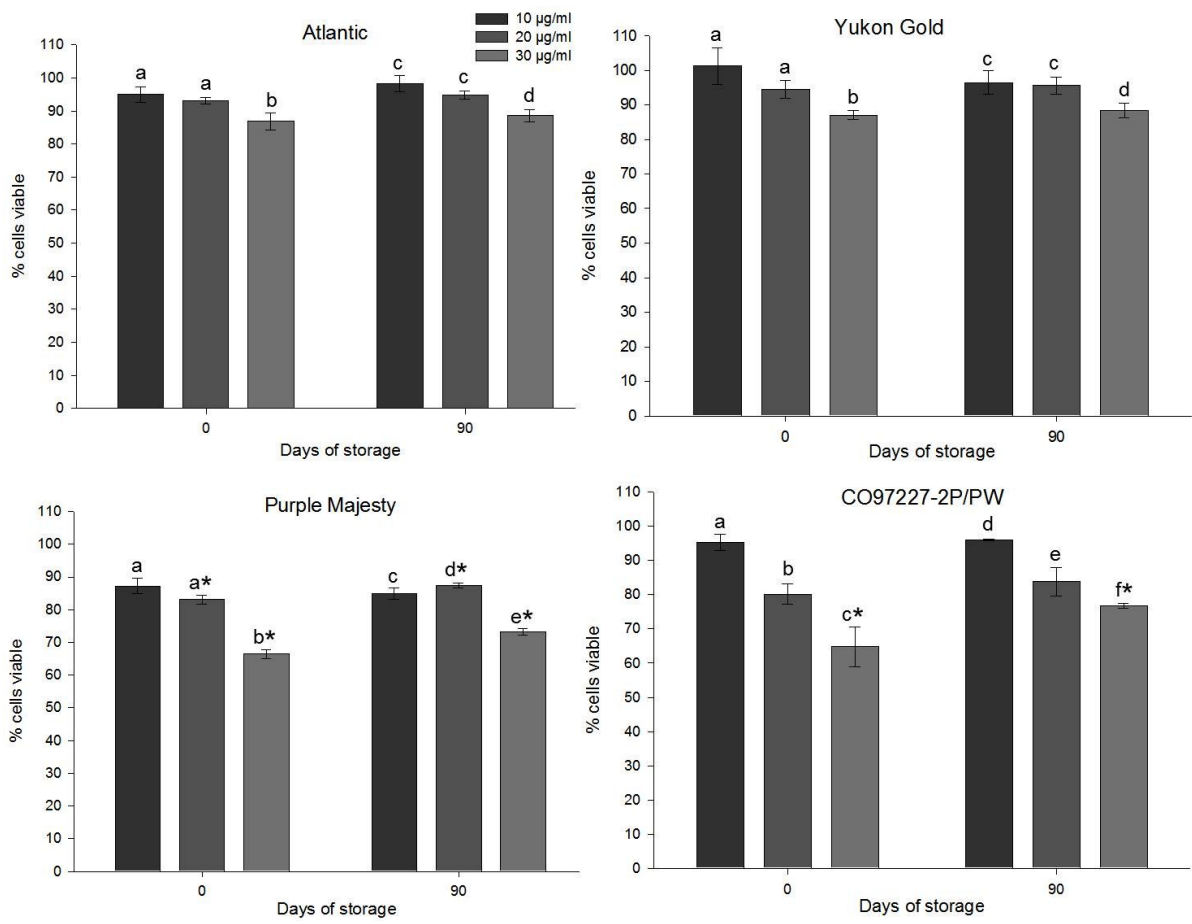 Atlantic
10 µg/ml
20 µg/ml
30 µg/ml
% cells viable
110
100
90
80
70
60
50
40
30
20
10
0
a
a
b
c
c
d
0
90
Days of storage
Yukon Gold
% cells viable
110
100
90
80
70
60
50
40
30
20
10
0
a
a
b
c
c
d
0
90
Days of storage
Purple Majesty
% cells viable
110
100
90
80
70
60
50
40
30
20
10
0
a
a*
b*
c
d*
e*
0
90
Days of storage
CO97227-2P/PW
% cells viable
110
100
90
80
70
60
50
40
30
20
10
0
a
b
c*
d
e
f*
0
90
Days of storage